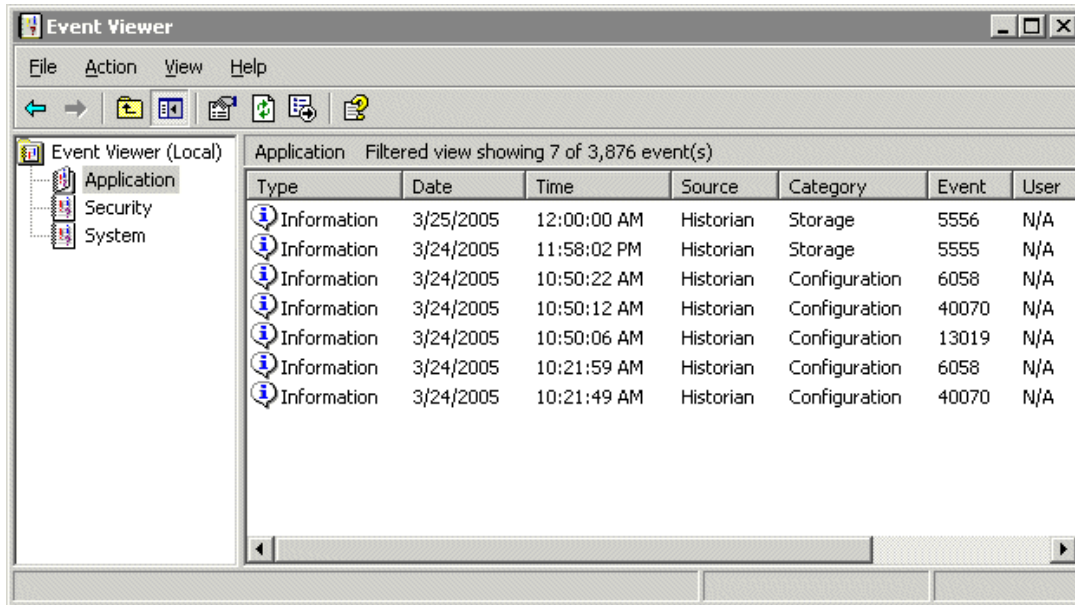 Event Viewer
File Action View Help
Event Viewer (Local)
Application
Security
System
Application Filtered view showing 7 of 3,876 event(s)
Type Date Time Source Category Event User
Information 3/25/2005 12:00:00 AM Historian Storage 5556 N/A
Information 3/24/2005 11:58:02 PM Historian Storage 5555 N/A
Information 3/24/2005 10:50:22 AM Historian Configuration 6058 N/A
Information 3/24/2005 10:50:12 AM Historian Configuration 40070 N/A
Information 3/24/2005 10:50:06 AM Historian Configuration 13019 N/A
Information 3/24/2005 10:21:59 AM Historian Configuration 6058 N/A
Information 3/24/2005 10:21:49 AM Historian Configuration 40070 N/A